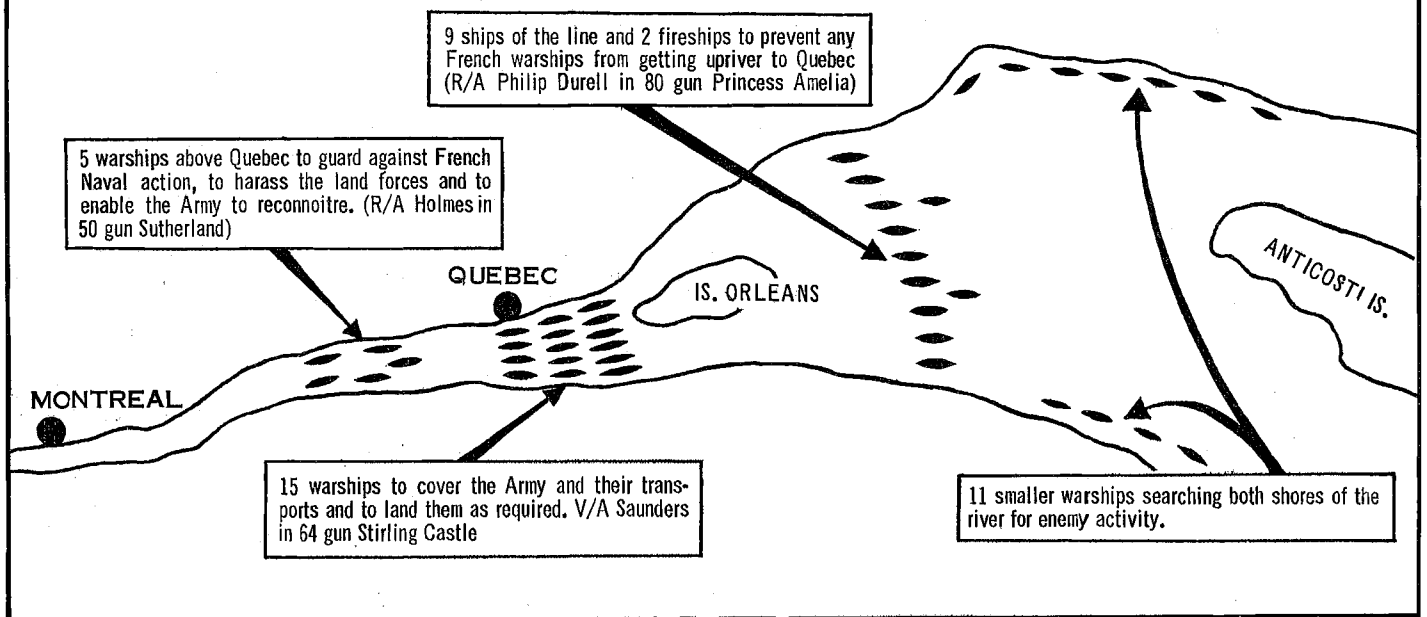 9 ships of the line and 2 fireships to prevent any
French warships from getting upriver to Quebec
(R/A Philip Durell in 80 gun Princess Amelia)
5 warships above Quebec to guard against French
Naval action, to harass the land forces and to
enable the Army to reconnoitre. (R/A Holmes in
50 gun Sutherland)
QUEBEC
IS. ORLEANS
ANTICOSTI IS.
MONTREAL
15 warships to cover the Army and their trans-
ports and to land them as required. V/A Saunders
in 64 gun Stirling Castle
11 smaller warships searching both shores of the
river for enemy activity.